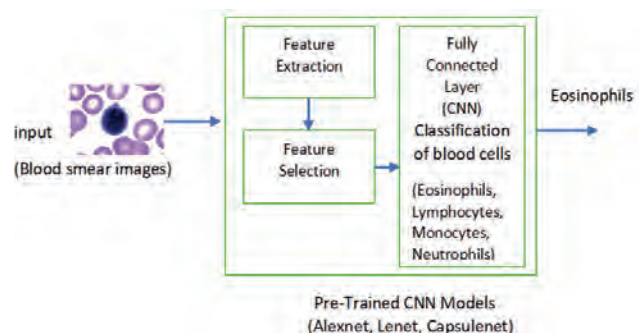 input
(Blood smear images)
Feature
Extraction
Feature
Selection
Fully
Connected
Layer
(CNN)
Classification
of blood cells
(Eosinophils,
Lymphocytes,
Monocytes,
Neutrophils)
Eosinophils
Pre-Trained CNN Models
(Alexnet, Lenet, Capsulenet)